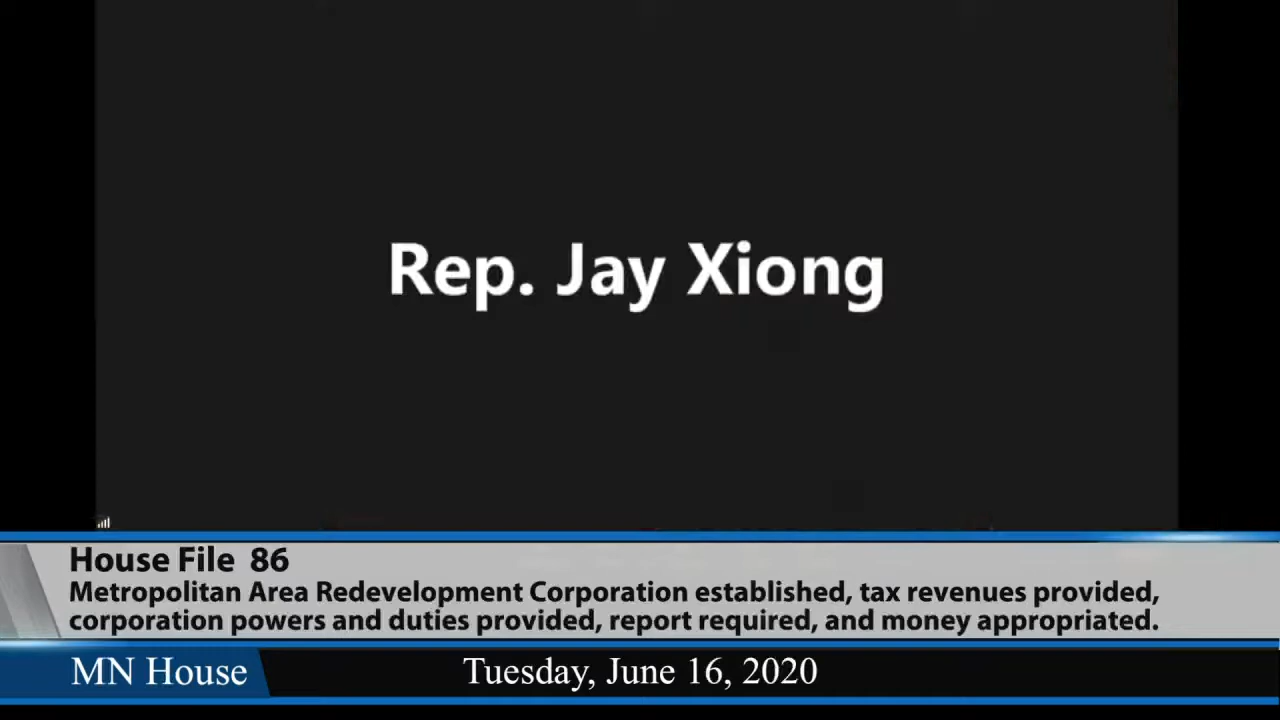 Rep. Jay Xiong
House File 86
Metropolitan Area Redevelopment Corporation established, tax revenues provided,
corporation powers and duties provided, report required, and money appropriated.
MN House
Tuesday, June 16, 2020